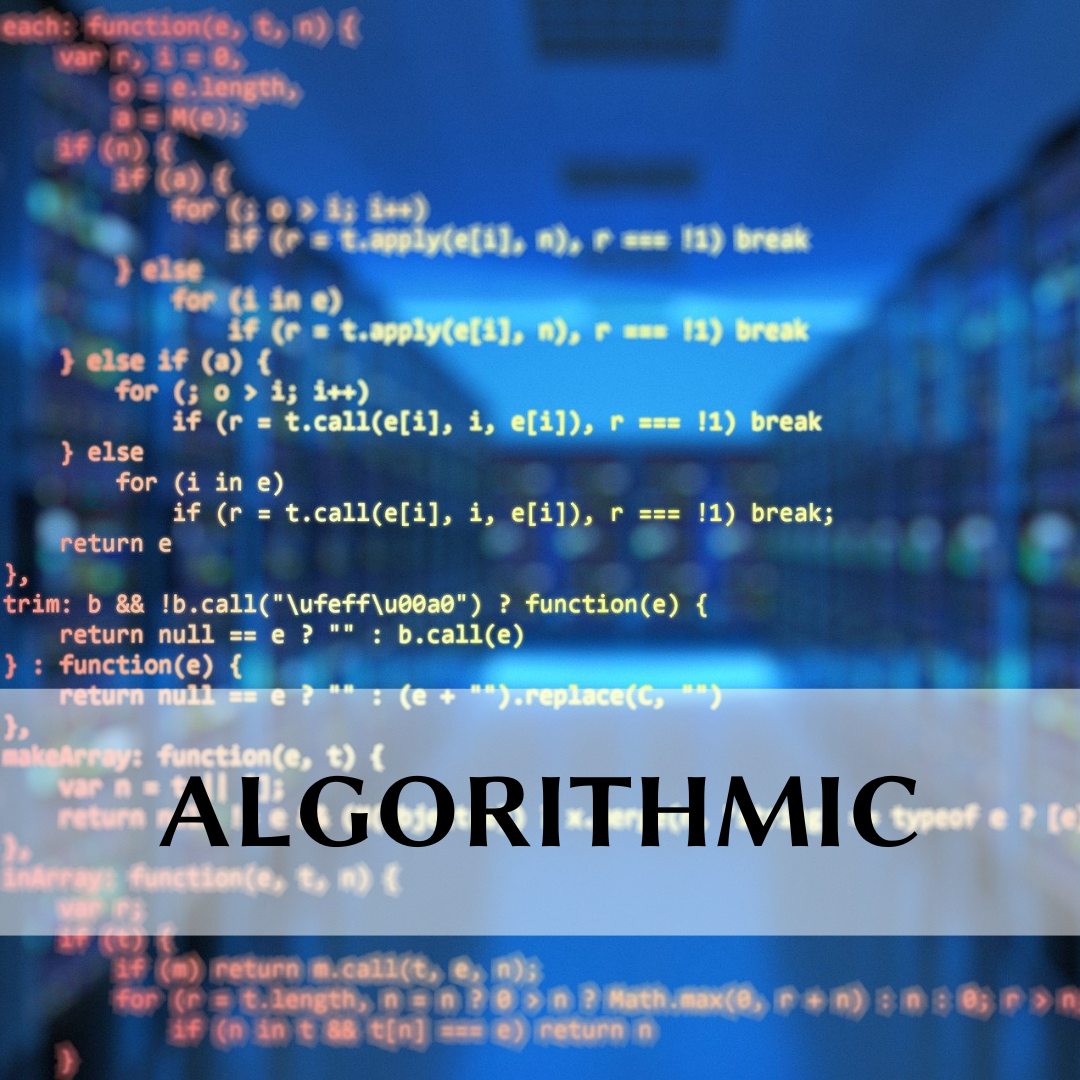 each: function(e, t, n) {
var r, i = 0,
o = e.length,
a = M(e);
if (n) {
if (a) {
for (; o > i; i++)
if (r = t.apply(e[i], n), r === !1) break
} else
for (i in e)
if (r = t.apply(e[i], n), r === !1) break
} else if (a) {
for (; o > i; i++)
if (r = t.call(e[i], i, e[i]), r === !1) break
} else
for (i in e)
if (r = t.call(e[i], i, e[i]), r === !1) break;
return e
},
trim: b && !b.call("\ufeff\u00a0") ? function(e) {
return null == e ? "" : b.call(e)
} : function(e) {
return null == e ? "" : (e + "").replace(C, "")
},
makeArray: function(e, t) {
var n =
return
typeof e ? [e]
ALGORITHMIC
},
inArray: function(e, t, n) {
var r;
if (t) {
if (m) return m.call(t, e, n);
for (r = t.length, n = n ? 0 > n ? Math.max(0, r + n) : n : 0; r > n
if (n in t && t[n] === e) return n
}